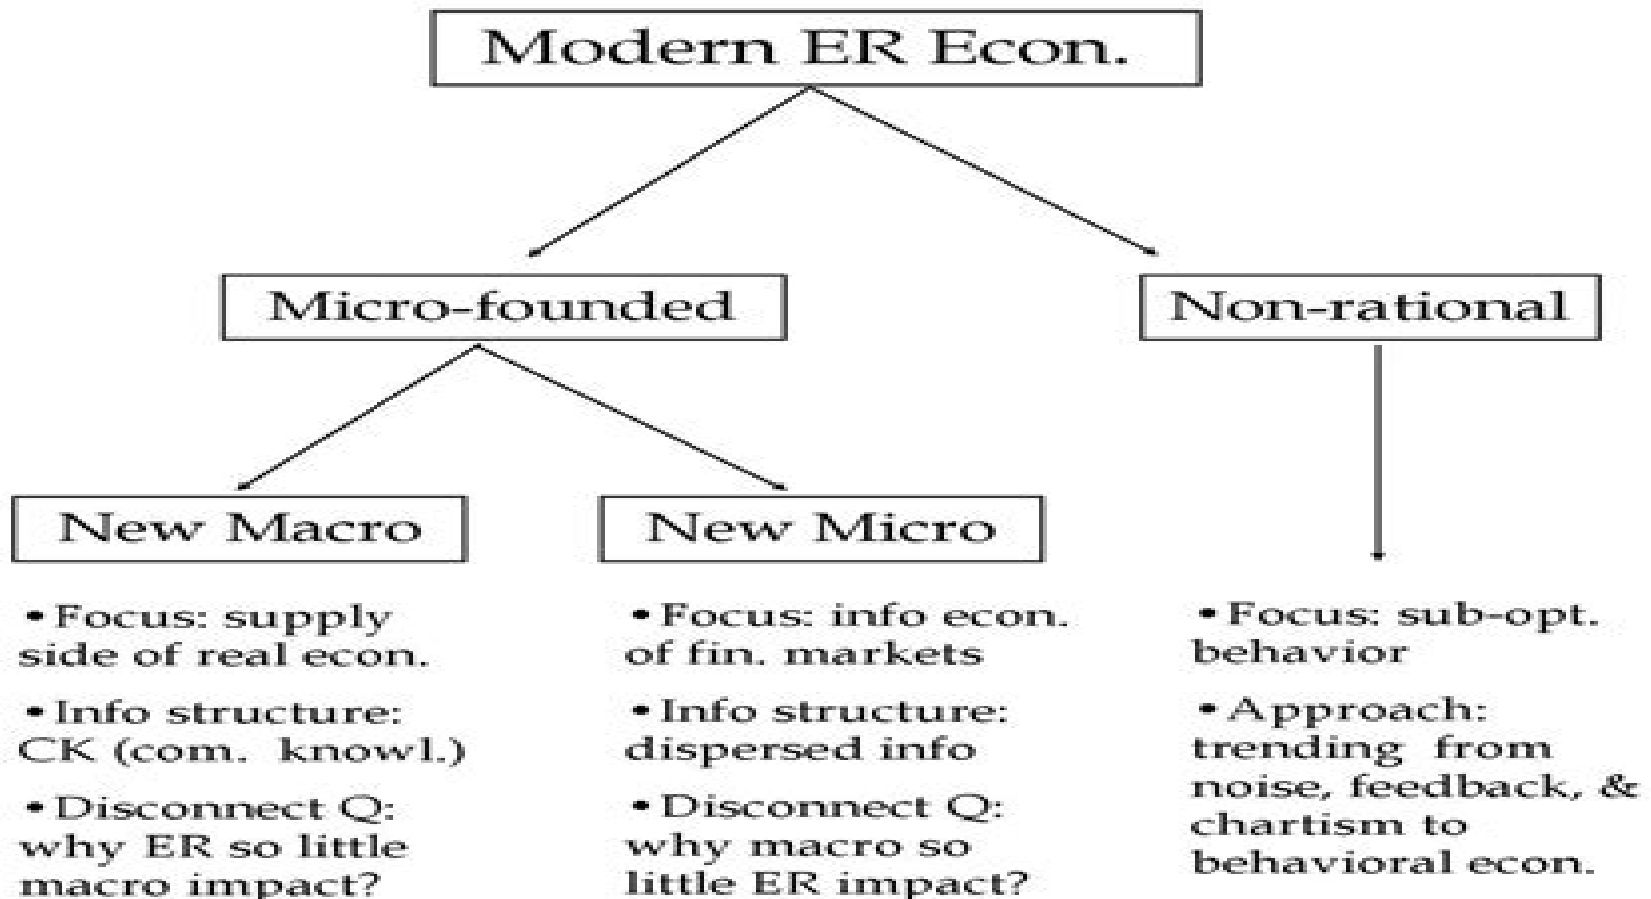 Modern ER Econ.
Micro-founded
Non-rational
New Macro
New Micro
• Focus: supply
side of real econ.
• Info structure:
CK (com. knowl.)
• Disconnect Q:
why ER so little
macro impact?
• Focus: info econ.
of fin. markets
• Info structure:
dispersed info
• Disconnect Q:
why macro so
little ER impact?
• Focus: sub-opt.
behavior
• Approach:
trending from
noise, feedback, &
chartism to
behavioral econ.